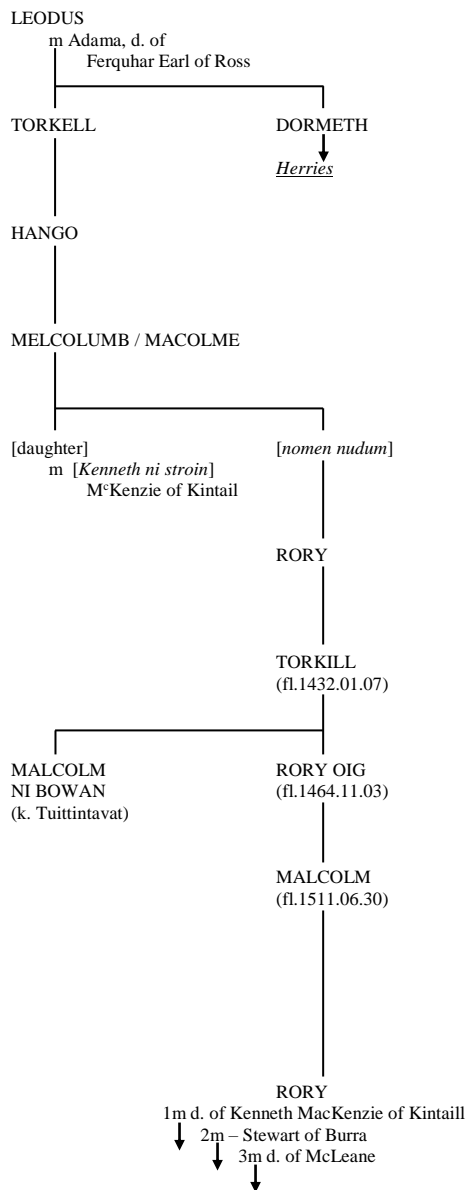 LEODUS
m Adama, d. of
Ferquhar Earl of Ross
TORKELL
DORMETH
Herries
HANGO
MELCOLUMB / MACOLME
[daughter]
m [Kenneth ni stroin]
MᶜKenzie of Kintail
[nomen nudum]
RORY
TORKILL
(fl.1432.01.07)
MALCOLM
NI BOWAN
(k. Tuittintavat)
RORY OIG
(fl.1464.11.03)
MALCOLM
(fl.1511.06.30)
RORY
1m d. of Kenneth MacKenzie of Kintaill
2m – Stewart of Burra
3m d. of McLeane